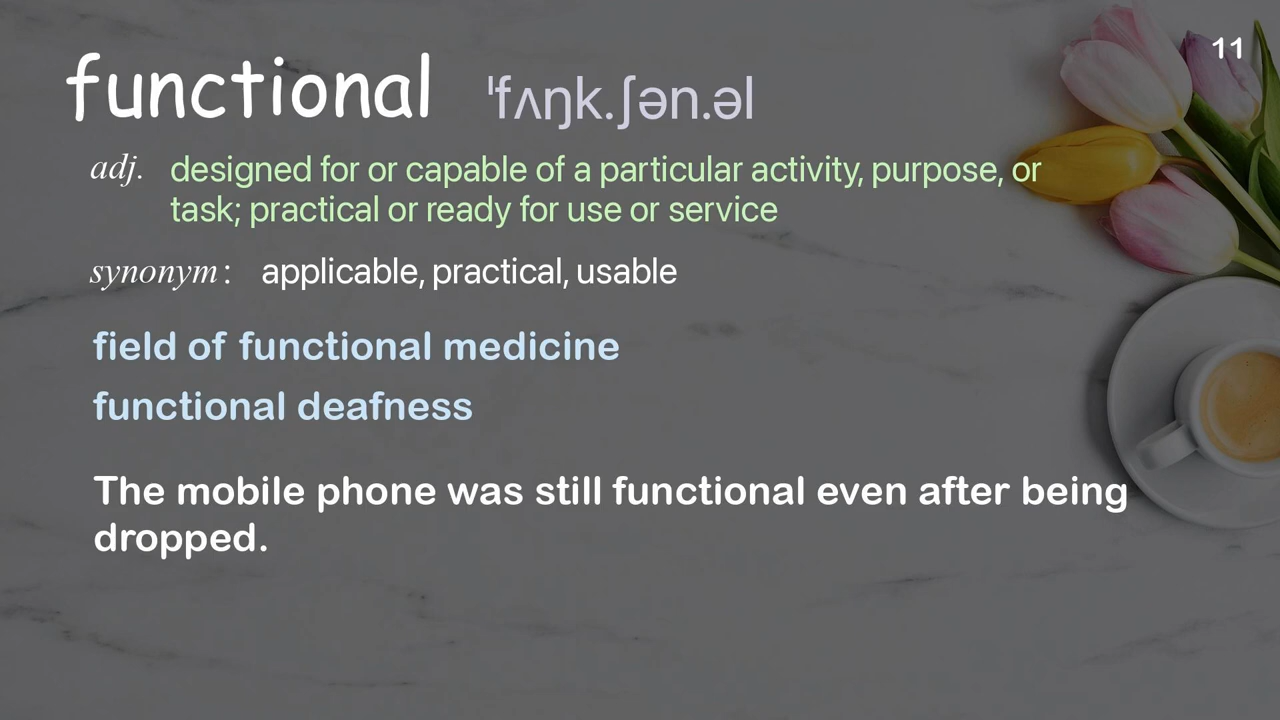 11
functional ˈfʌŋk.ʃən.əl
adj. designed for or capable of a particular activity, purpose, or
task; practical or ready for use or service
synonym: applicable, practical, usable
field of functional medicine
functional deafness
The mobile phone was still functional even after being
dropped.